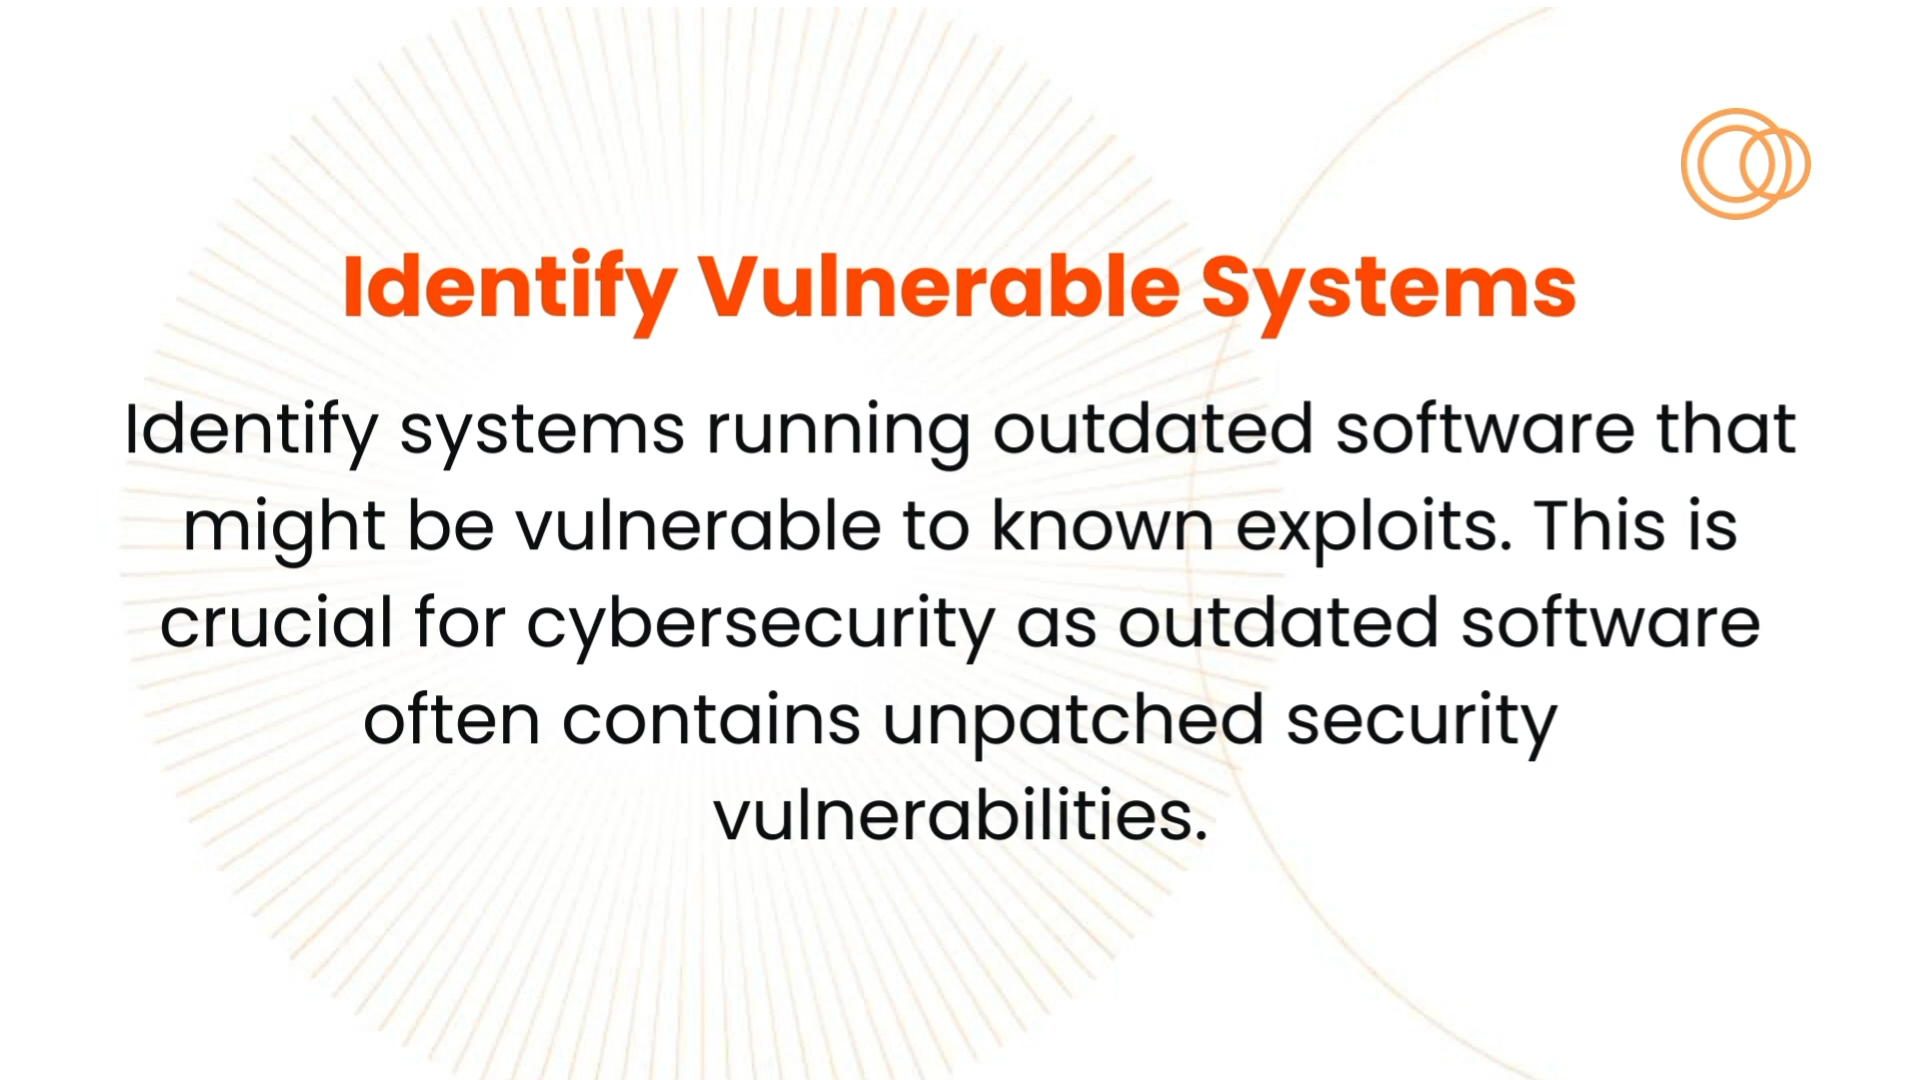 Identify Vulnerable Systems
Identify systems running outdated software that
might be vulnerable to known exploits. This is
crucial for cybersecurity as outdated software
often contains unpatched security
vulnerabilities.